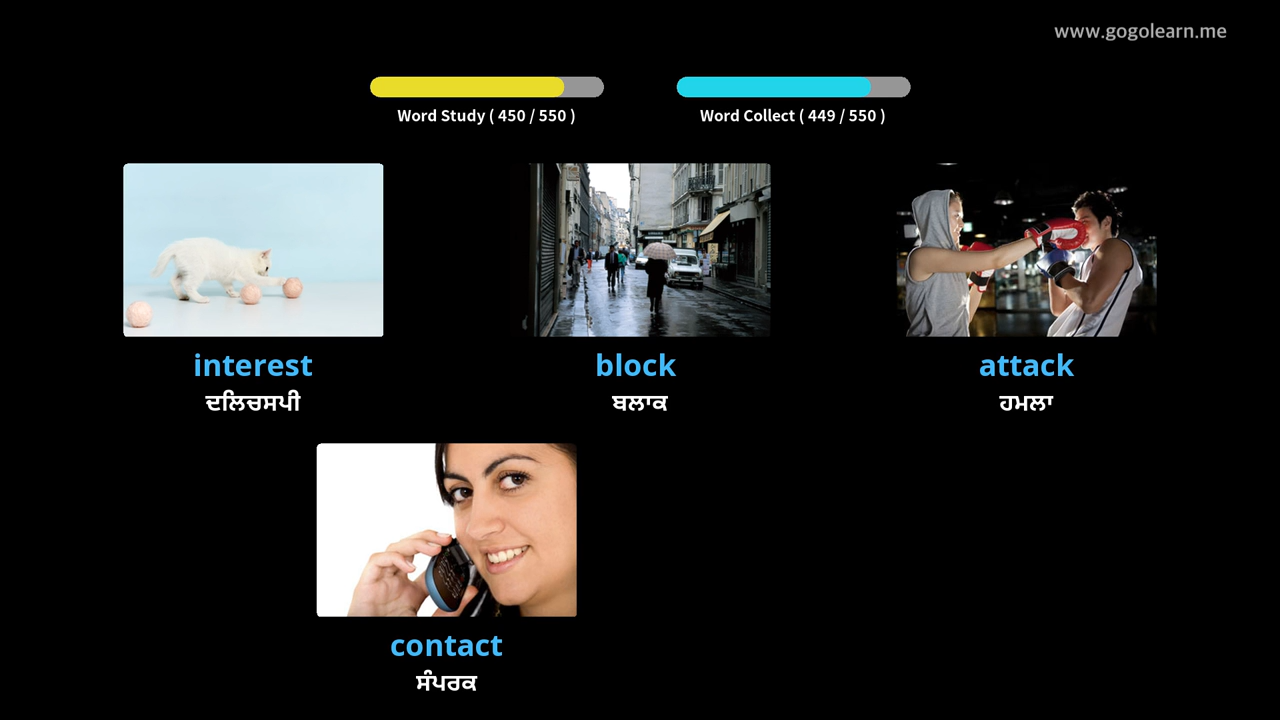 www.gogolearn.me
Word Study ( 450 / 550 )
Word Collect ( 449 / 550 )
interest
ਦਲਿਚਸਪੀ
block
ਬਲਾਕ
attack
ਹਮਲਾ
contact
ਸੰਪਰਕ